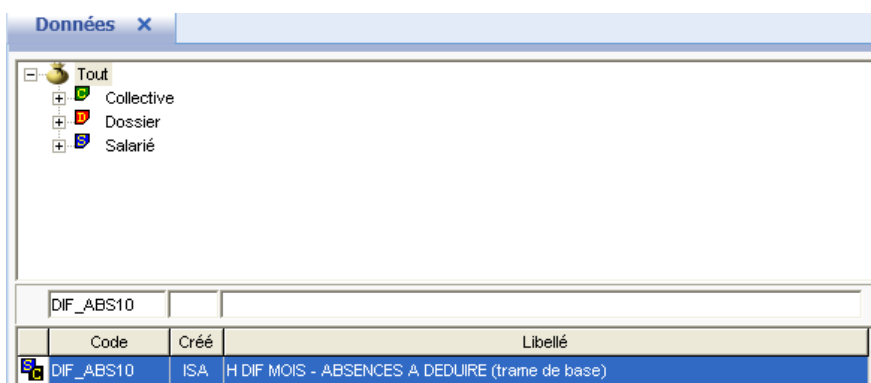 Données X
Tout
C Collective
D Dossier
S Salarié
DIF_ABS10
Code Créé Libellé
S C DIF_ABS10 ISA H DIF MOIS - ABSENCES A DEDUIRE (trame de base)